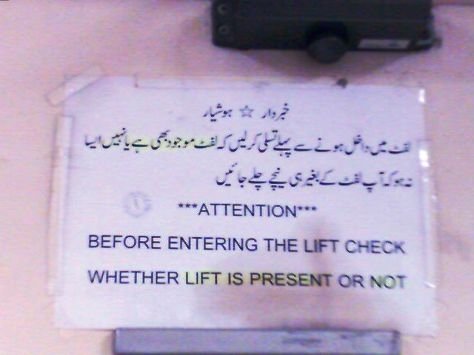 خبردار ☆ ہوشیار
لفٹ میں داخل ہونے سے پہلے تسلی کرلیں کہ لفٹ موجود بھی ہے یا نہیں ایسا
نہ ہو کہ آپ لفٹ کے بغیر ہی نیچے چلے جائیں
***ATTENTION***
BEFORE ENTERING THE LIFT CHECK
WHETHER LIFT IS PRESENT OR NOT